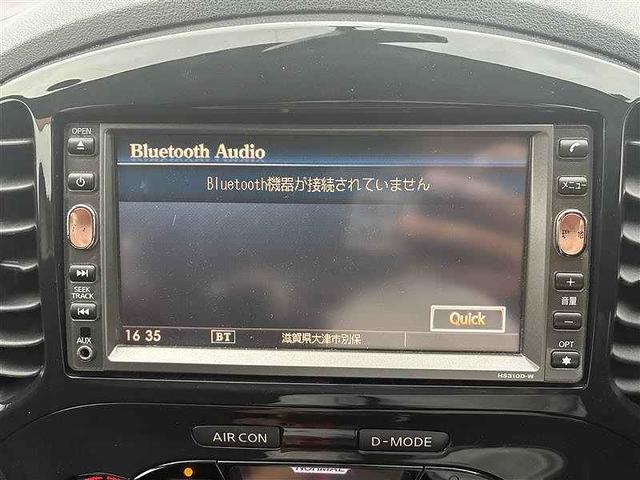 OPEN
Bluetooth Audio
Bluetooth機器が接続されていません
メニュー
SEEK
TRACK
音量
AUX
Quick
16 35
BT
滋賀県大津市別保
OPT
HS310D-W
AIR CON
D-MODE
NORMAL